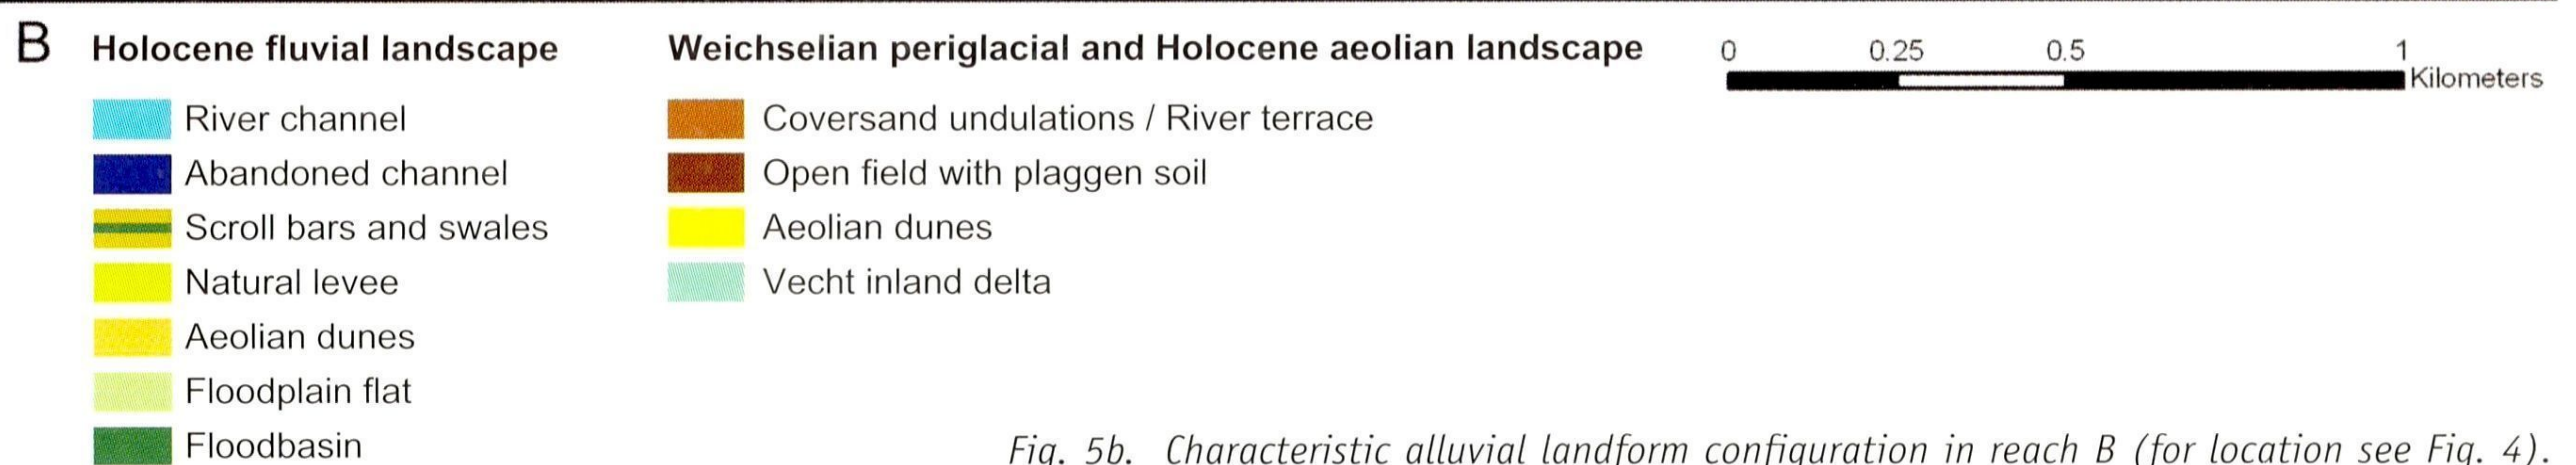 B
Holocene fluvial landscape
River channel
Abandoned channel
Scroll bars and swales
Natural levee
Aeolian dunes
Floodplain flat
Floodbasin
Weichselian periglacial and Holocene aeolian landscape
Coversand undulations / River terrace
Open field with plaggen soil
Aeolian dunes
Vecht inland delta
0 0.25 0.5 1
Kilometers
Fig. 5b. Characteristic alluvial landform configuration in reach B (for location see Fig. 4).